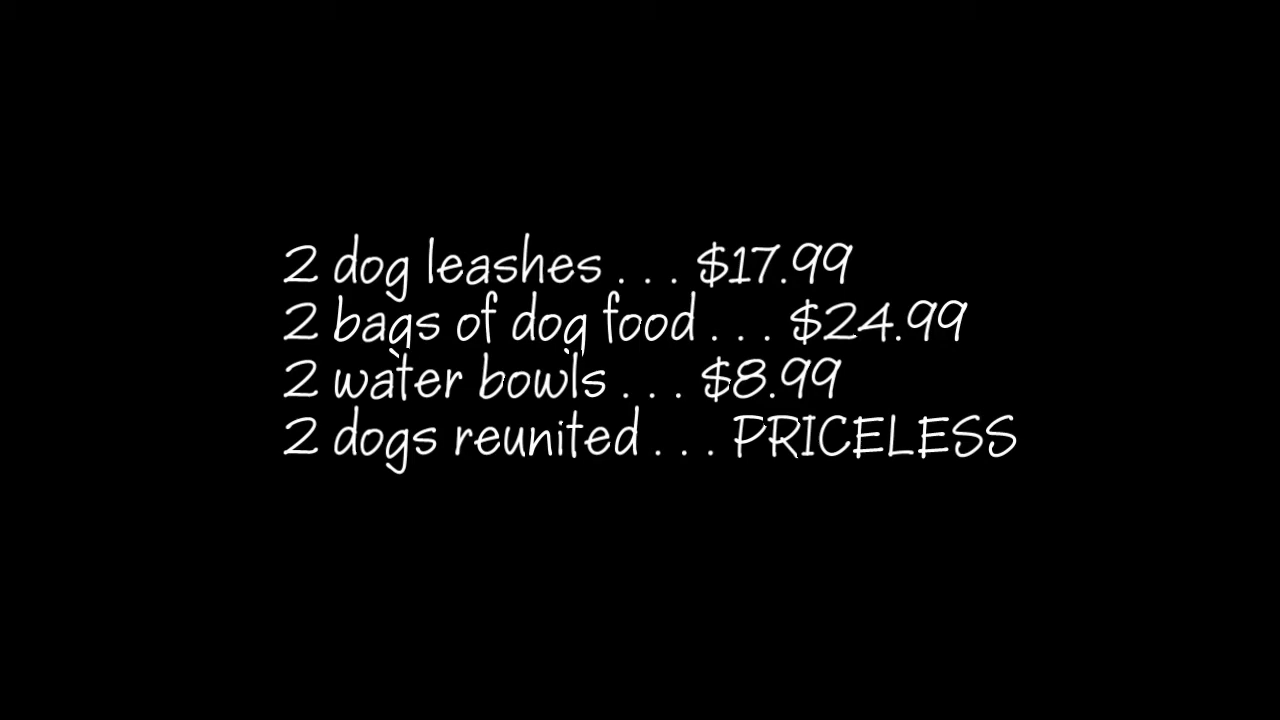 2 dog leashes . . . $17.99
2 bags of dog food . . . $24.99
2 water bowls . . . $8.99
2 dogs reunited . . . PRICELESS